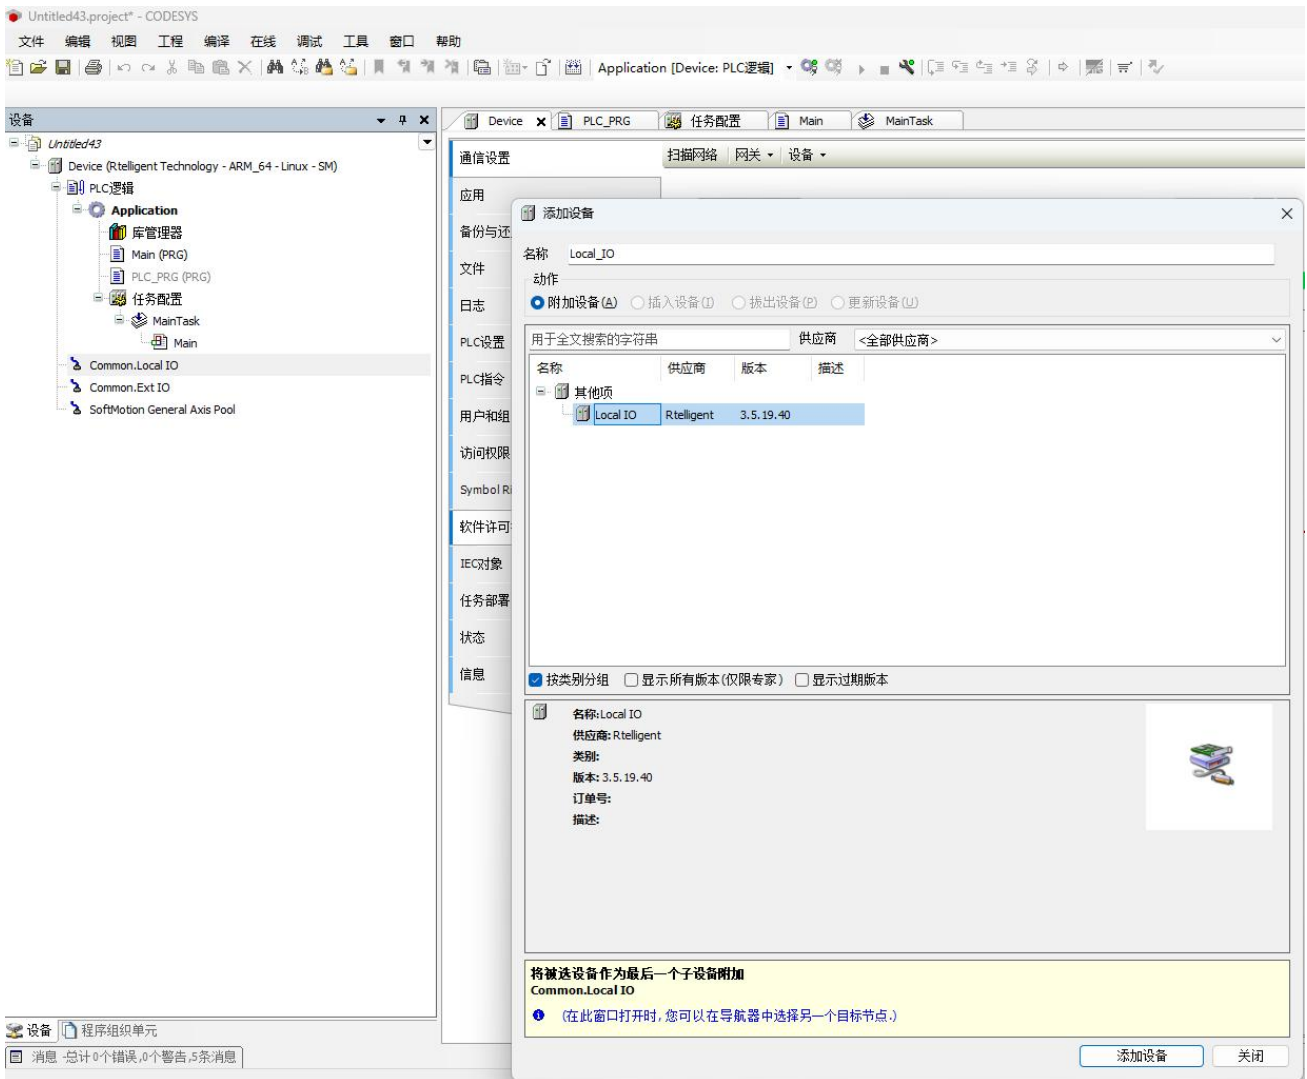 Untitled43.project* - CODESYS
文件 编辑 视图 工程 编译 在线 调试 工具 窗口 帮助
Application [Device: PLC逻辑]
设备
Untitled43
Device (Rtelligent Technology - ARM_64 - Linux - SM)
PLC逻辑
Application
库管理器
Main (PRG)
PLC_PRG (PRG)
任务配置
MainTask
Main
Common.Local IO
Common.Ext IO
SoftMotion General Axis Pool
设备 程序组织单元
消息 -总计0个错误,0个警告,5条消息
Device PLC_PRG 任务配置 Main MainTask
通信设置
应用
备份与还
文件
日志
PLC设置
PLC指令
用户和组
访问权限
Symbol Ri
软件许可
IEC对象
任务部署
状态
信息
扫描网络 网关 设备
添加设备
名称 Local_IO
动作
附加设备(A) 插入设备(I) 拔出设备(P) 更新设备(U)
用于全文搜索的字符串 供应商 <全部供应商>
名称 供应商 版本 描述
其他项
Local IO Rtelligent 3.5.19.40
按类别分组 显示所有版本(仅限专家) 显示过期版本
名称:Local IO
供应商: Rtelligent
类别:
版本: 3.5.19.40
订单号:
描述:
将被选设备作为最后一个子设备附加
Common.Local IO
(在此窗口打开时,您可以在导航器中选择另一个目标节点.)
添加设备 关闭